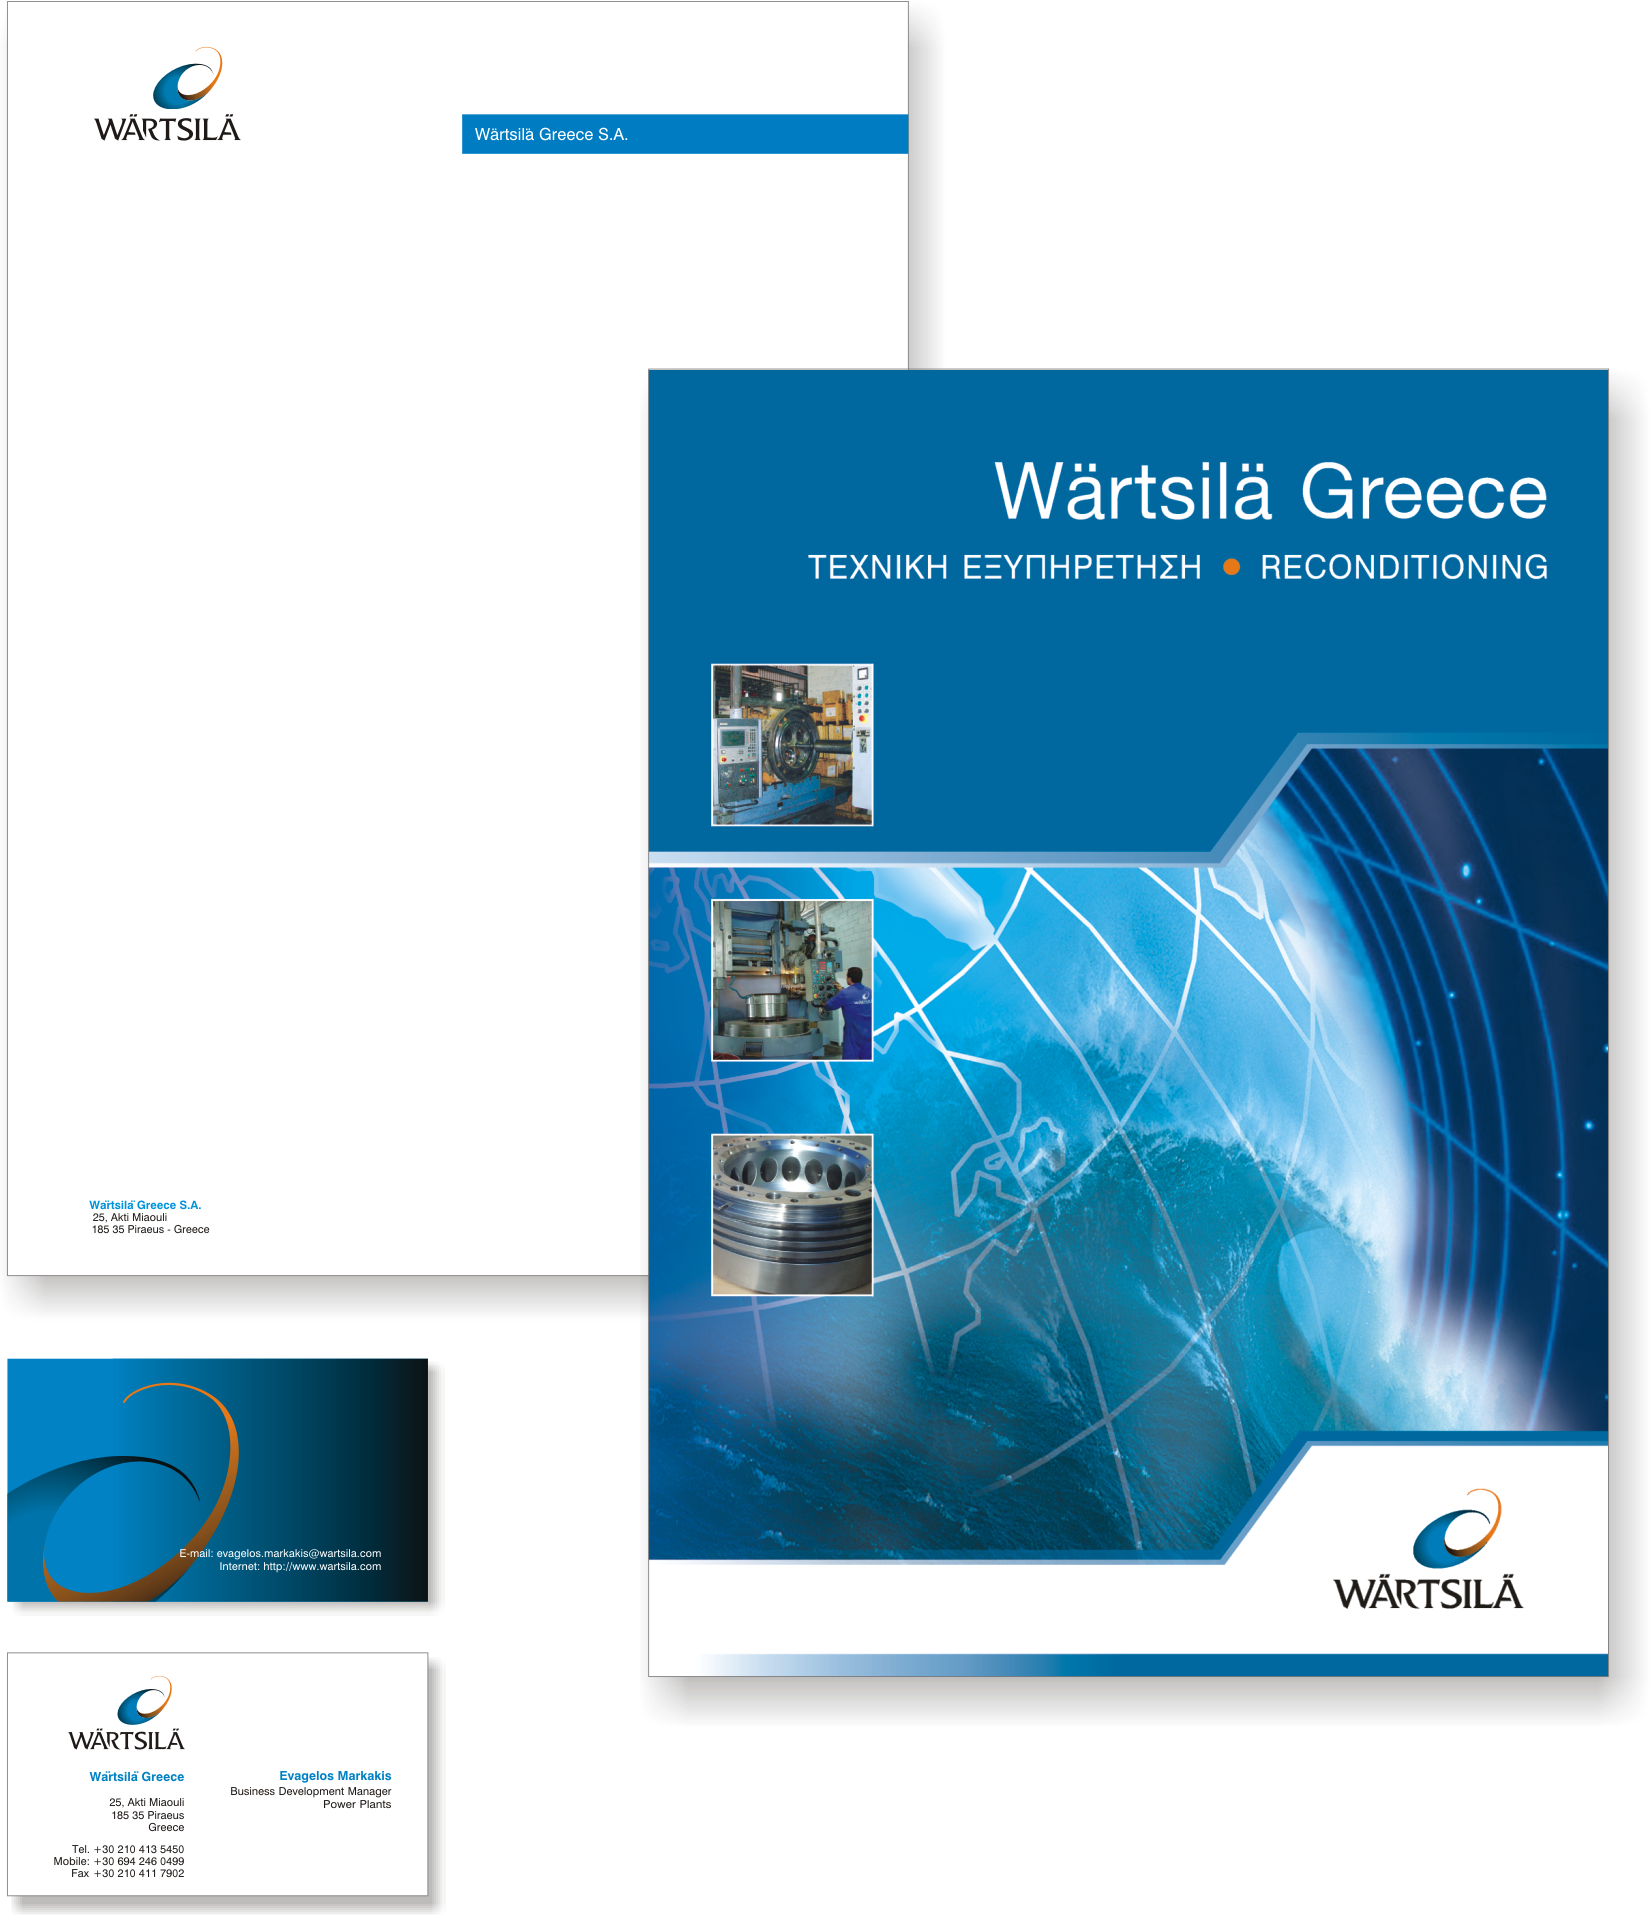 WÄRTSILÄ
Wärtsilä Greece S.A.
Wärtsilä Greece S.A.
25, Akti Miaouli
185 35 Piraeus - Greece
Wärtsilä Greece
ΤΕΧΝΙΚΗ ΕΞΥΠΗΡΕΤΗΣΗ • RECONDITIONING
WÄRTSILÄ
E-mail: evagelos.markakis@wartsila.com
Internet: http://www.wartsila.com
WÄRTSILÄ
Wärtsilä Greece
25, Akti Miaouli
185 35 Piraeus
Greece
Tel. +30 210 413 5450
Mobile: +30 694 246 0499
Fax +30 210 411 7902
Evagelos Markakis
Business Development Manager
Power Plants